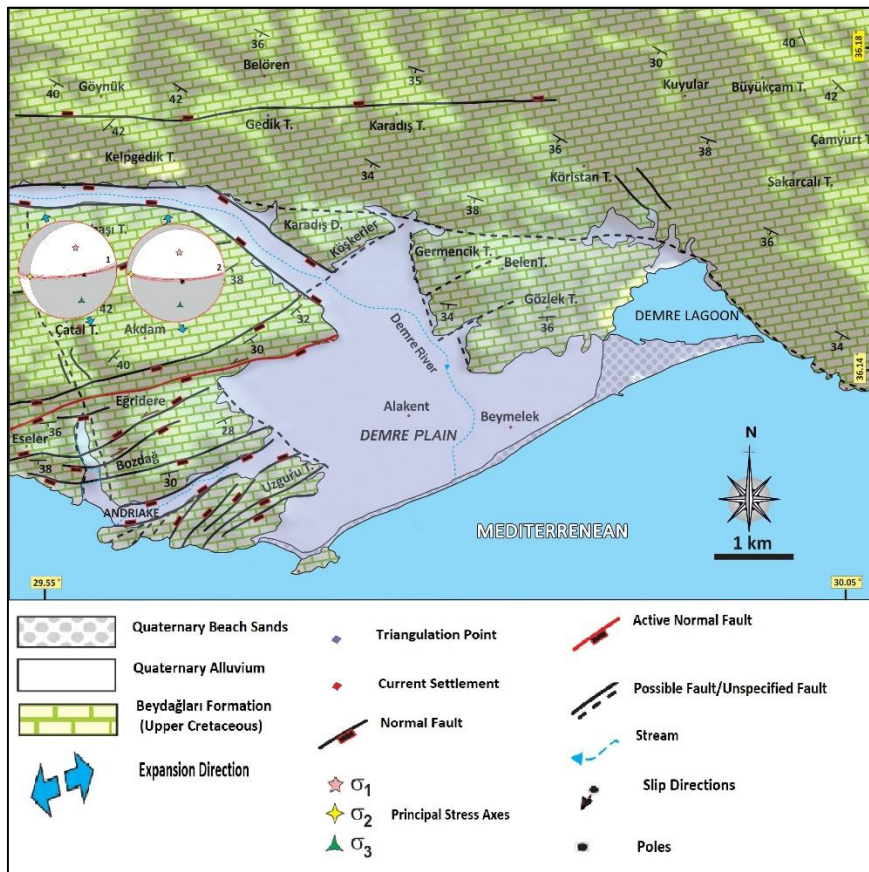 36
Belören
40
36.18
30
Kuyular
40
Göynük
42
35
Büyükçam T.
42
Gedik T.
Karadış T.
36
38
Çamyurt T.
Kelpgedik T.
34
Köristan T.
Sakarcalı T.
Karadış D.
Köşkerler
38
36
aşı T.
1
2
38
Germencik T.
Belen T.
42
32
34
Gözlek T.
36
DEMRE LAGOON
Çatal T.
Akdam
30
Demre River
34
36.14
40
Eğridere
Alakent
Beymelek
Eseler
36
28
DEMRE PLAIN
38
Bozdağ
30
Uzguru T.
N
ANDRIAKE
MEDITERRENEAN
1 km
29.55°
30.05°
Quaternary Beach Sands
Triangulation Point
Active Normal Fault
Quaternary Alluvium
Current Settlement
Possible Fault/Unspecified Fault
Beydağları Formation
(Upper Cretaceous)
Normal Fault
Stream
Expansion Direction
σ1
Slip Directions
σ2
Principal Stress Axes
σ3
Poles